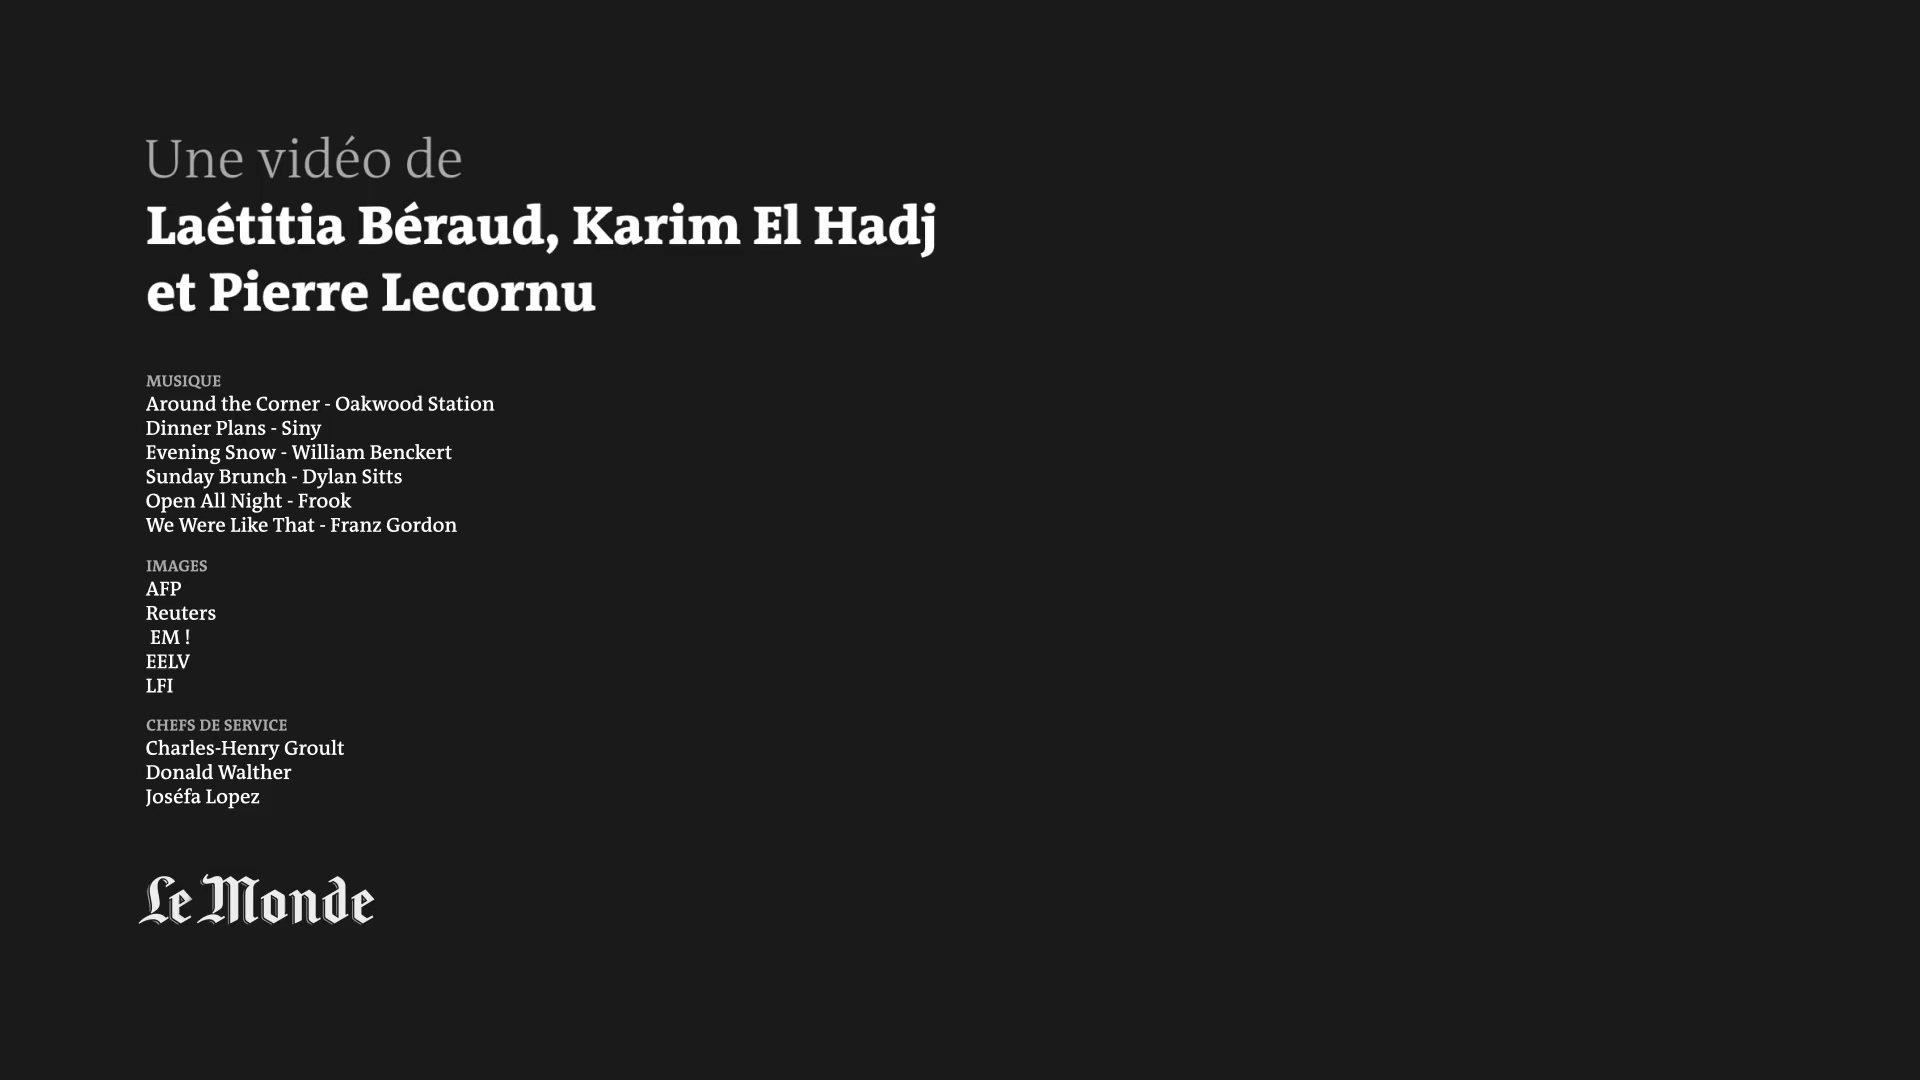 Une vidéo de
Laétitia Béraud, Karim El Hadj
et Pierre Lecornu
MUSIQUE
Around the Corner - Oakwood Station
Dinner Plans - Siny
Evening Snow - William Benckert
Sunday Brunch - Dylan Sitts
Open All Night - Frook
We Were Like That - Franz Gordon
IMAGES
AFP
Reuters
EM !
EELV
LFI
CHEFS DE SERVICE
Charles-Henry Groult
Donald Walther
Joséfa Lopez
Le Monde